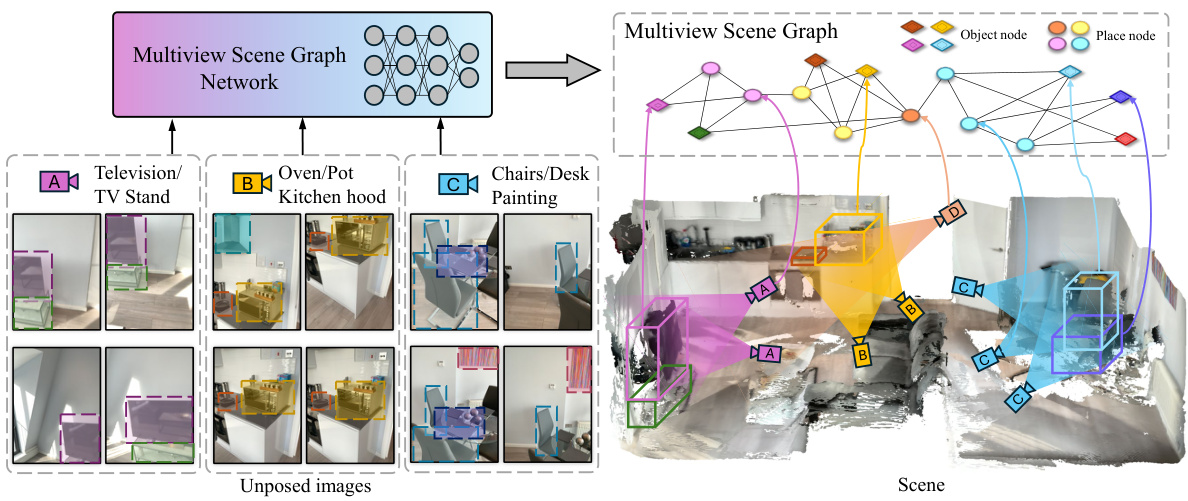 Multiview Scene Graph
Network
Multiview Scene Graph
Object node
Place node
A
Television/
TV Stand
B
Oven/Pot
Kitchen hood
C
Chairs/Desk
Painting
D
A
A
B
B
C
C
C
Unposed images
Scene